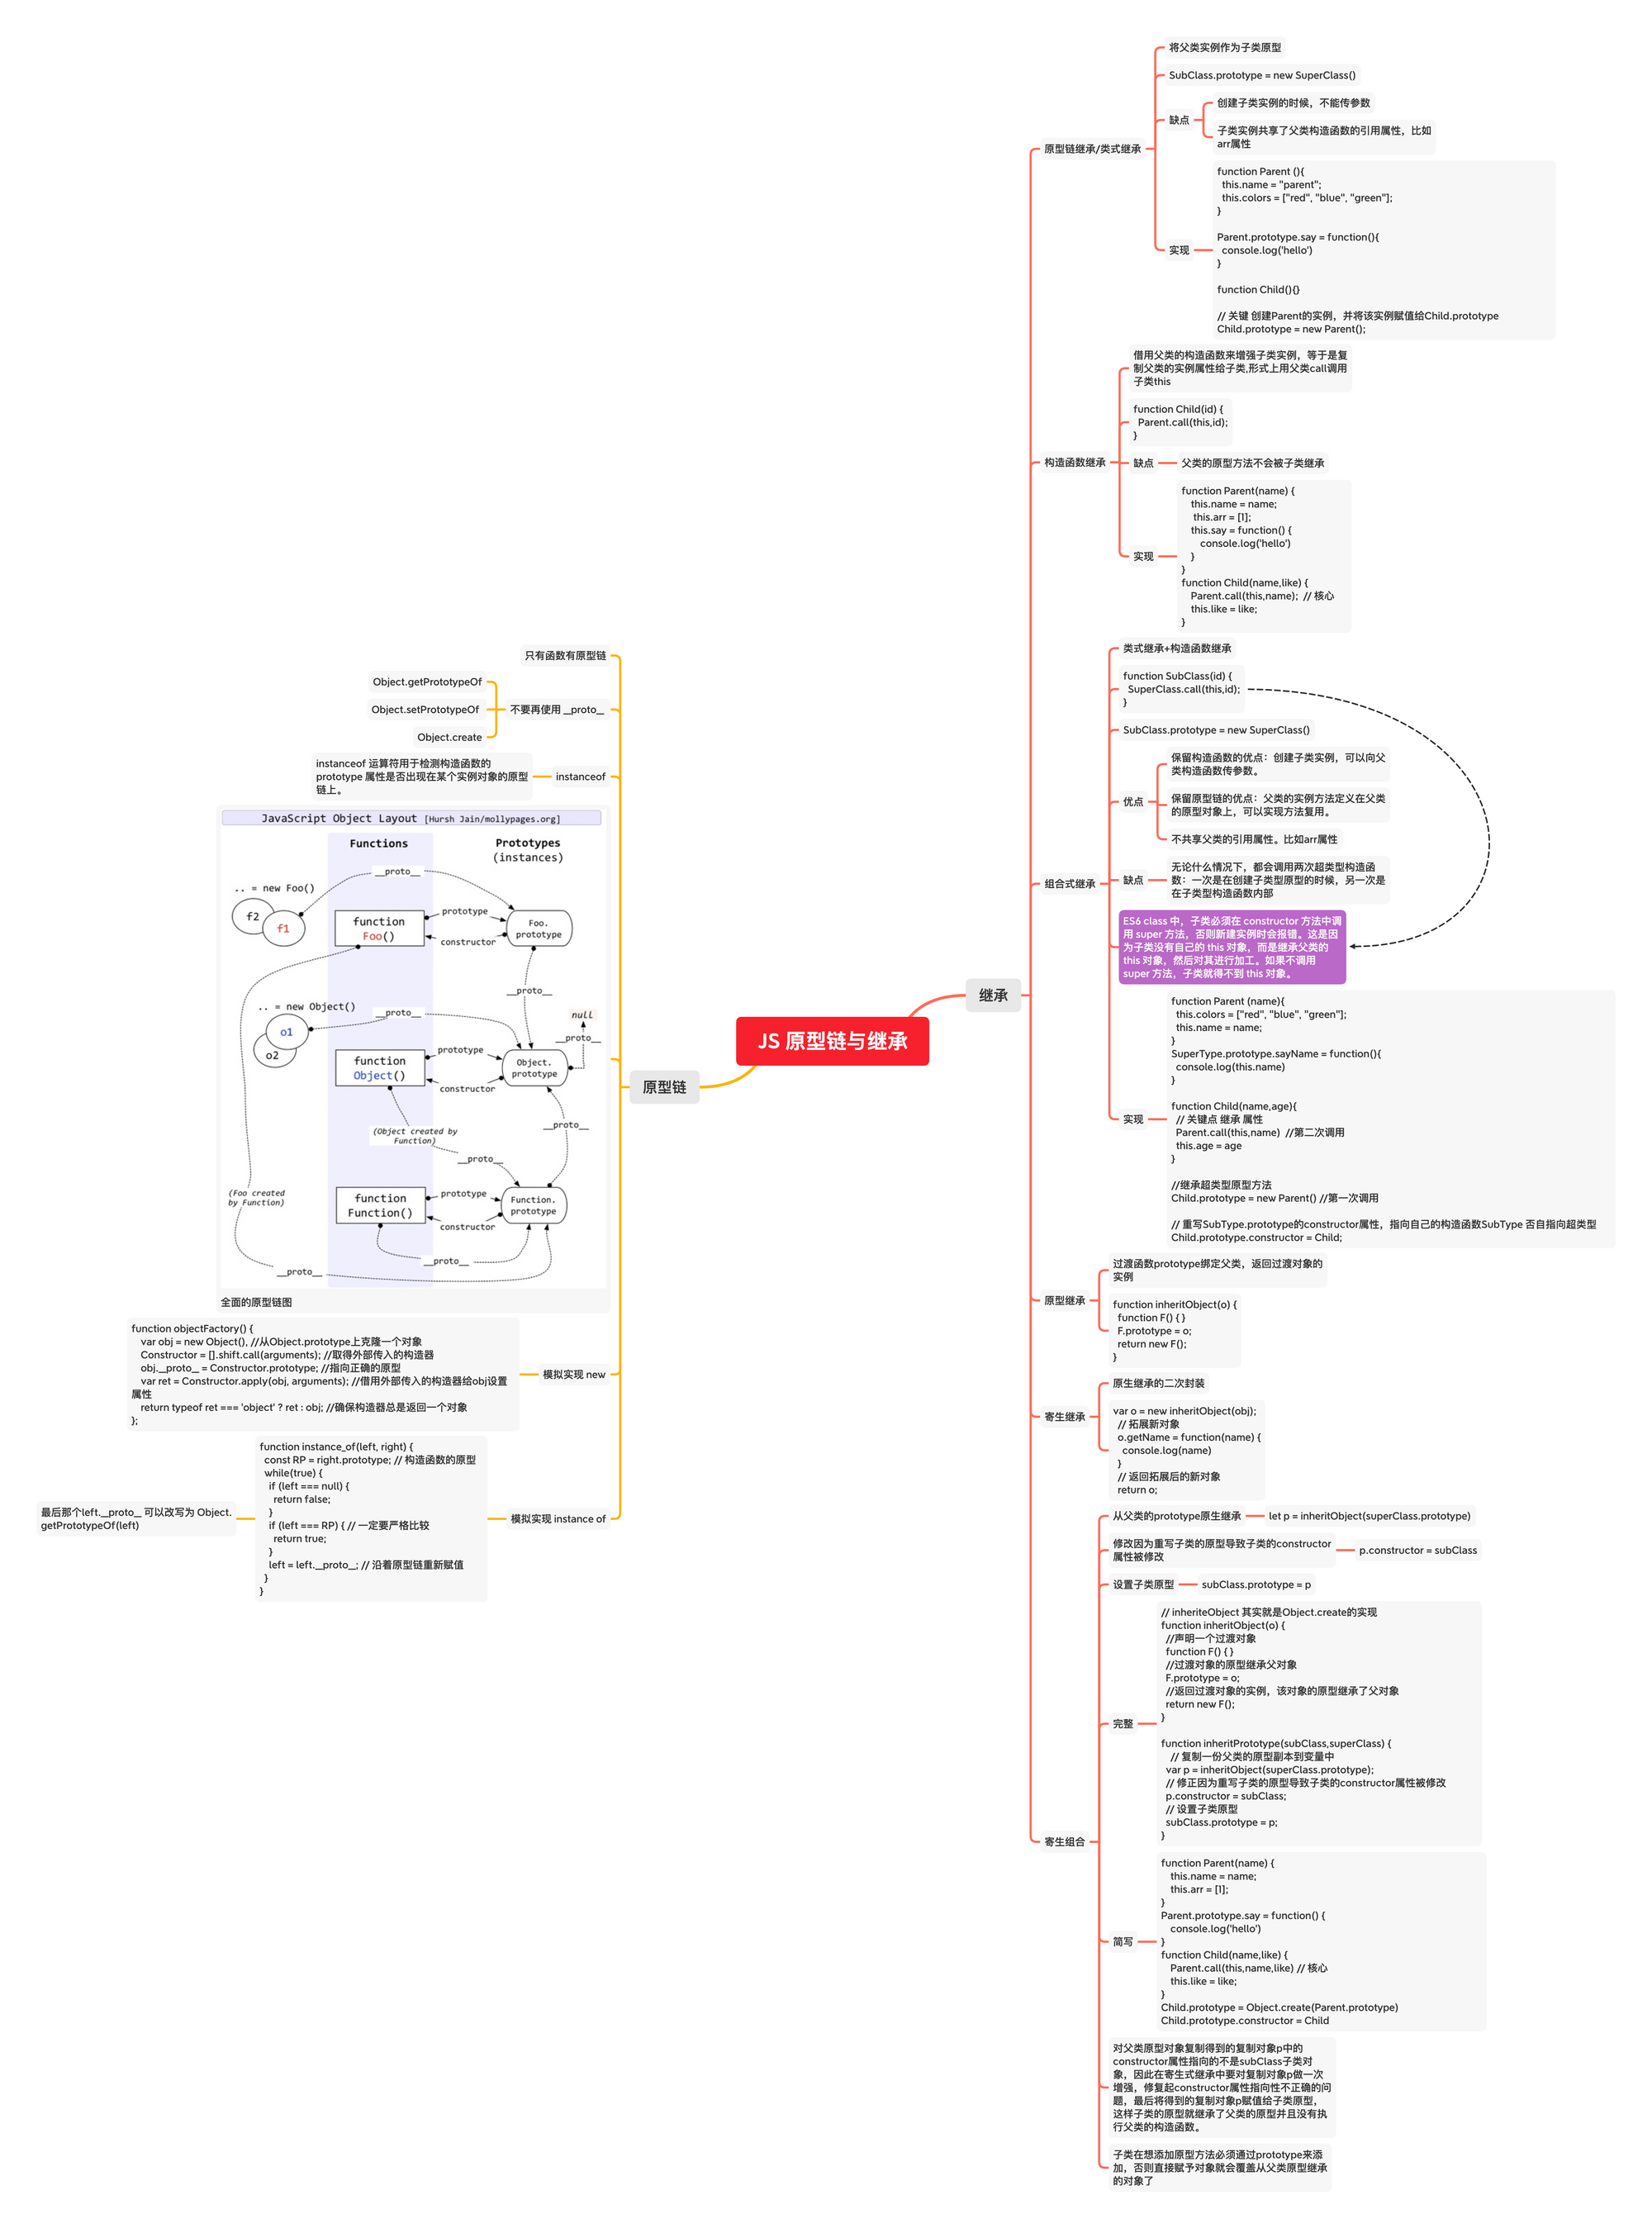 JS 原型链与继承
继承
原型链继承/类式继承
将父类实例作为子类原型
SubClass.prototype = new SuperClass()
缺点
创建子类实例的时候，不能传参数
子类实例共享了父类构造函数的引用属性，比如
arr属性
实现
function Parent (){
this.name = "parent";
this.colors = ["red", "blue", "green"];
}
Parent.prototype.say = function(){
console.log('hello')
}
function Child(){}
// 关键 创建Parent的实例，并将该实例赋值给Child.prototype
Child.prototype = new Parent();
构造函数继承
借用父类的构造函数来增强子类实例，等于是复
制父类的实例属性给子类,形式上用父类call调用
子类this
function Child(id) {
Parent.call(this,id);
}
缺点
父类的原型方法不会被子类继承
实现
function Parent(name) {
this.name = name;
this.arr = [1];
this.say = function() {
console.log('hello')
}
}
function Child(name,like) {
Parent.call(this,name);  // 核心
this.like = like;
}
组合式继承
类式继承+构造函数继承
function SubClass(id) {
SuperClass.call(this,id);
}
SubClass.prototype = new SuperClass()
优点
保留构造函数的优点：创建子类实例，可以向父
类构造函数传参数。
保留原型链的优点：父类的实例方法定义在父类
的原型对象上，可以实现方法复用。
不共享父类的引用属性。比如arr属性
缺点
无论什么情况下，都会调用两次超类型构造函
数：一次是在创建子类型原型的时候，另一次是
在子类型构造函数内部
ES6 class 中，子类必须在 constructor 方法中调
用 super 方法，否则新建实例时会报错。这是因
为子类没有自己的 this 对象，而是继承父类的
this 对象，然后对其进行加工。如果不调用
super 方法，子类就得不到 this 对象。
实现
function Parent (name){
this.colors = ["red", "blue", "green"];
this.name = name;
}
SuperType.prototype.sayName = function(){
console.log(this.name)
}
function Child(name,age){
// 关键点 继承 属性
Parent.call(this,name)  //第二次调用
this.age = age
}
//继承超类型原型方法
Child.prototype = new Parent() //第一次调用
// 重写SubType.prototype的constructor属性，指向自己的构造函数SubType 否自指向超类型
Child.prototype.constructor = Child;
原型继承
过渡函数prototype绑定父类，返回过渡对象的
实例
function inheritObject(o) {
function F() { }
F.prototype = o;
return new F();
}
寄生继承
原生继承的二次封装
var o = new inheritObject(obj);
// 拓展新对象
o.getName = function(name) {
console.log(name)
}
// 返回拓展后的新对象
return o;
寄生组合
从父类的prototype原生继承
let p = inheritObject(superClass.prototype)
修改因为重写子类的原型导致子类的constructor
属性被修改
p.constructor = subClass
设置子类原型
subClass.prototype = p
完整
// inheriteObject 其实就是Object.create的实现
function inheritObject(o) {
//声明一个过渡对象
function F() { }
//过渡对象的原型继承父对象
F.prototype = o;
//返回过渡对象的实例，该对象的原型继承了父对象
return new F();
}
function inheritPrototype(subClass,superClass) {
// 复制一份父类的原型副本到变量中
var p = inheritObject(superClass.prototype);
// 修正因为重写子类的原型导致子类的constructor属性被修改
p.constructor = subClass;
// 设置子类原型
subClass.prototype = p;
}
简写
function Parent(name) {
this.name = name;
this.arr = [1];
}
Parent.prototype.say = function() {
console.log('hello')
}
function Child(name,like) {
Parent.call(this,name,like) // 核心
this.like = like;
}
Child.prototype = Object.create(Parent.prototype)
Child.prototype.constructor = Child
对父类原型对象复制得到的复制对象p中的
constructor属性指向的不是subClass子类对
象，因此在寄生式继承中要对复制对象p做一次
增强，修复起constructor属性指向性不正确的问
题，最后将得到的复制对象p赋值给子类原型，
这样子类的原型就继承了父类的原型并且没有执
行父类的构造函数。
子类在想添加原型方法必须通过prototype来添
加，否则直接赋予对象就会覆盖从父类原型继承
的对象了
原型链
只有函数有原型链
不要再使用 __proto__
Object.getPrototypeOf
Object.setPrototypeOf
Object.create
instanceof
instanceof 运算符用于检测构造函数的
prototype 属性是否出现在某个实例对象的原型
链上。
JavaScript Object Layout [Hursh Jain/mollypages.org]
Functions
Prototypes
(instances)
__proto__
.. = new Foo()
f2
f1
function
Foo()
prototype
constructor
Foo.
prototype
__proto__
.. = new Object()
o1
o2
__proto__
null
__proto__
function
Object()
prototype
constructor
Object.
prototype
(Object created by
Function)
__proto__
__proto__
(Foo created
by Function)
function
Function()
prototype
constructor
Function.
prototype
__proto__
__proto__
全面的原型链图
模拟实现 new
function objectFactory() {
var obj = new Object(), //从Object.prototype上克隆一个对象
Constructor = [].shift.call(arguments); //取得外部传入的构造器
obj.__proto__ = Constructor.prototype; //指向正确的原型
var ret = Constructor.apply(obj, arguments); //借用外部传入的构造器给obj设置
属性
return typeof ret === 'object' ? ret : obj; //确保构造器总是返回一个对象
};
模拟实现 instance of
function instance_of(left, right) {
const RP = right.prototype; // 构造函数的原型
while(true) {
if (left === null) {
return false;
}
if (left === RP) { // 一定要严格比较
return true;
}
left = left.__proto__; // 沿着原型链重新赋值
}
}
最后那个left.__proto__ 可以改写为 Object.
getPrototypeOf(left)